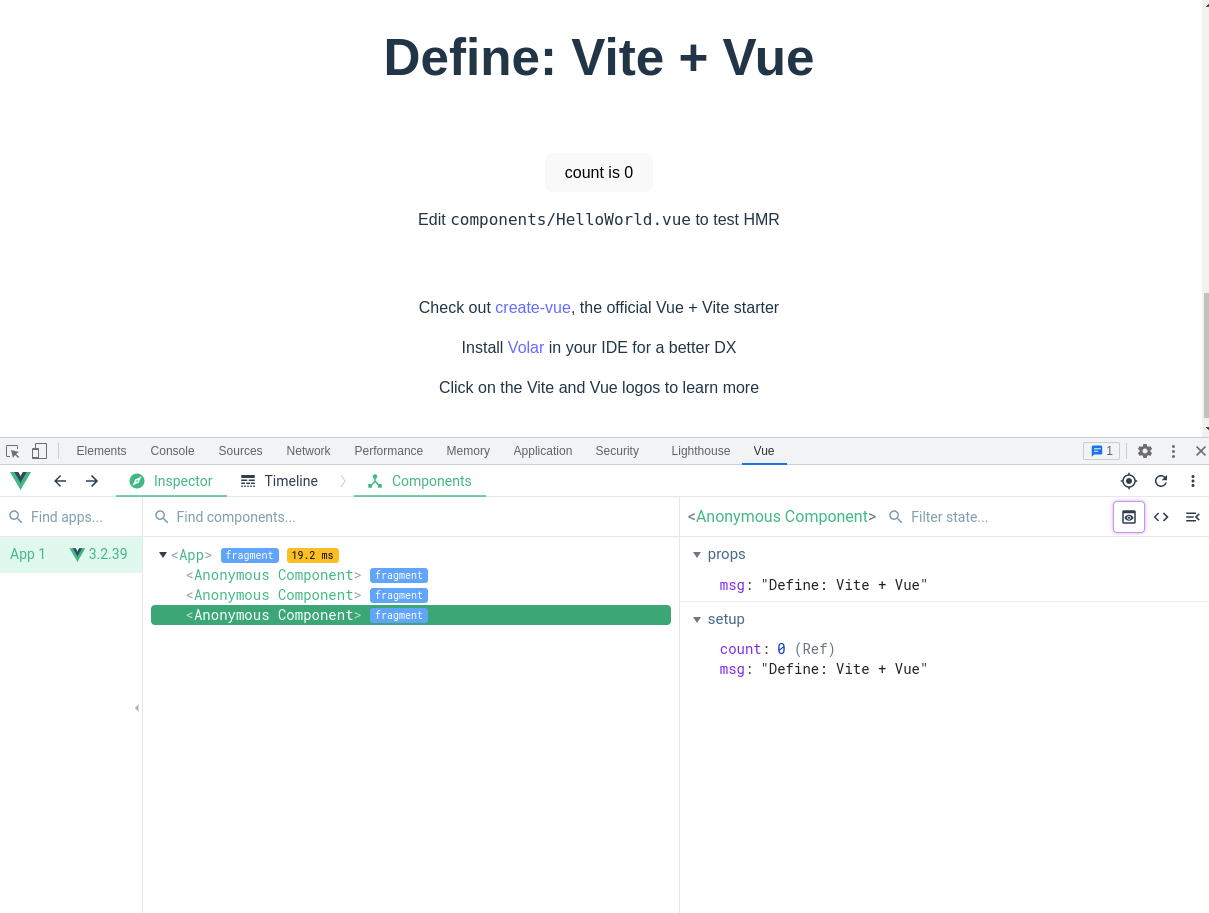 Define: Vite + Vue
count is 0
Edit components/HelloWorld.vue to test HMR
Check out create-vue, the official Vue + Vite starter
Install Volar in your IDE for a better DX
Click on the Vite and Vue logos to learn more
Elements Console Sources Network Performance Memory Application Security Lighthouse Vue 1
Inspector Timeline Components
Find apps... Find components... <Anonymous Component> Filter state...
App 1 3.2.39
<App> fragment 19.2 ms
<Anonymous Component> fragment
<Anonymous Component> fragment
<Anonymous Component> fragment
props
msg: "Define: Vite + Vue"
setup
count: 0 (Ref)
msg: "Define: Vite + Vue"